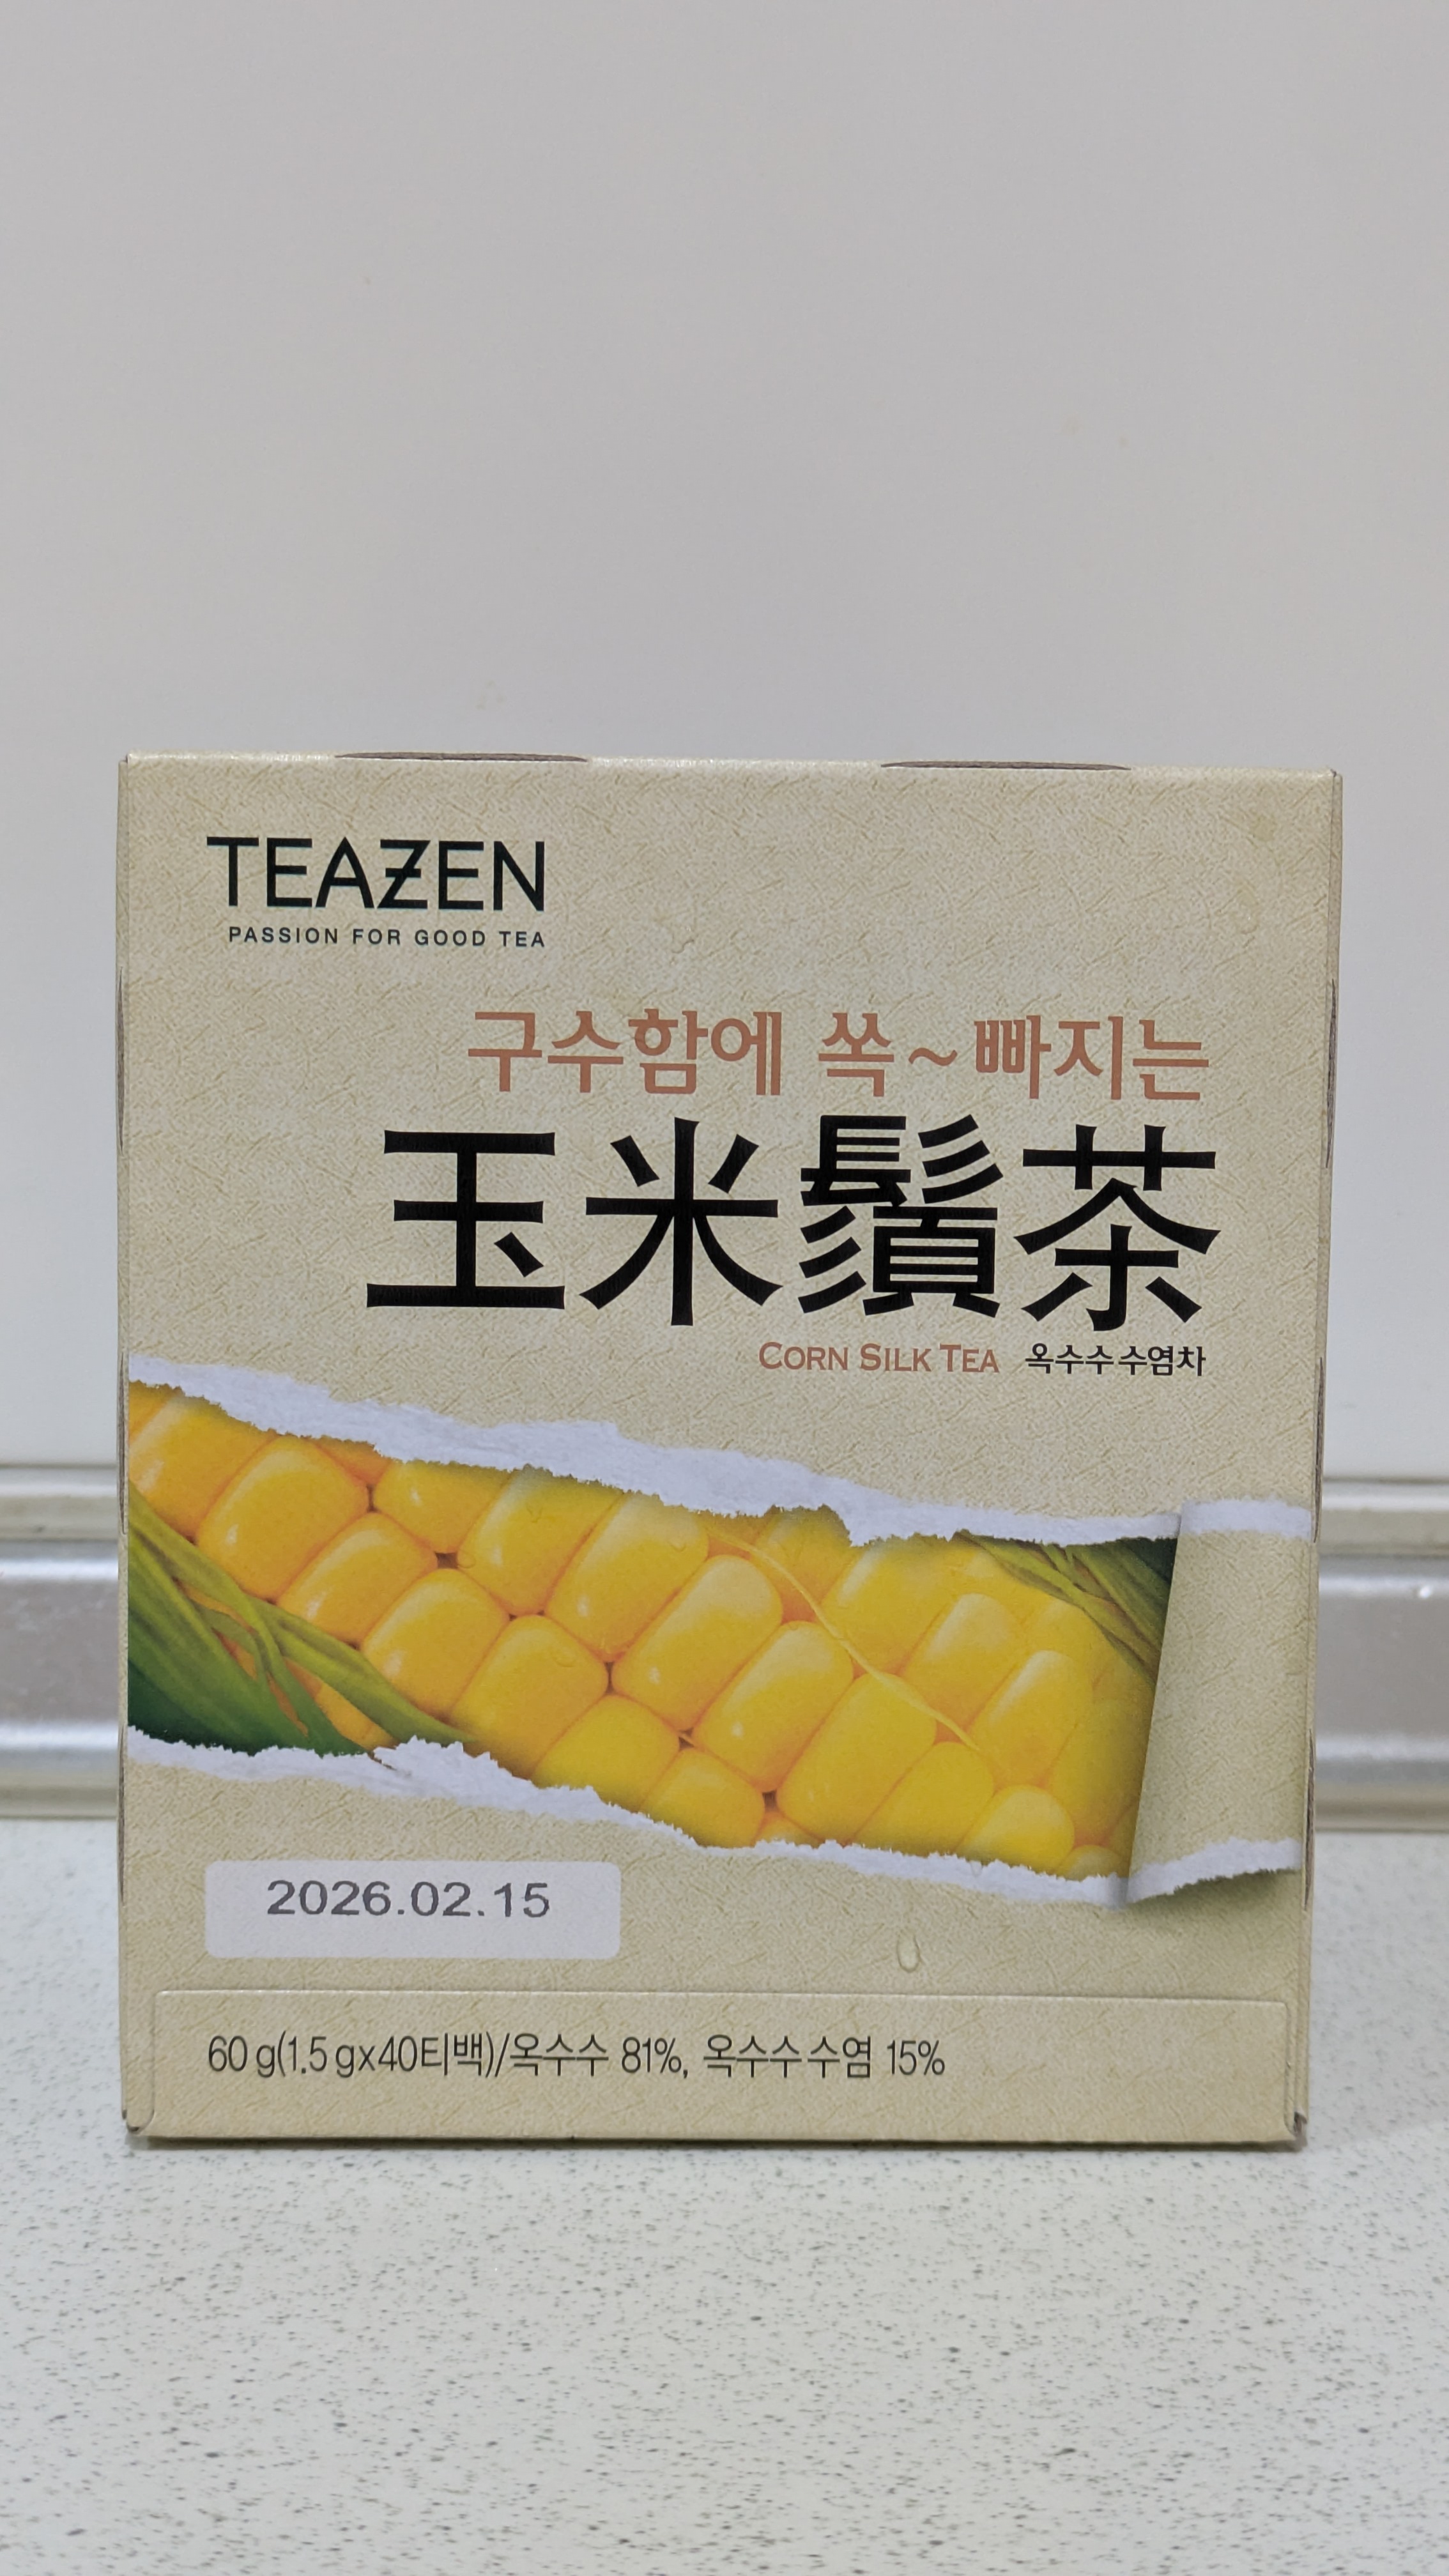 TEAZEN
PASSION FOR GOOD TEA
구수함에 쏙~빠지는
玉米鬚茶
CORN SILK TEA 옥수수수염차
2026.02.15
60 g(1.5 gx40티백)/옥수수 81%, 옥수수수염 15%